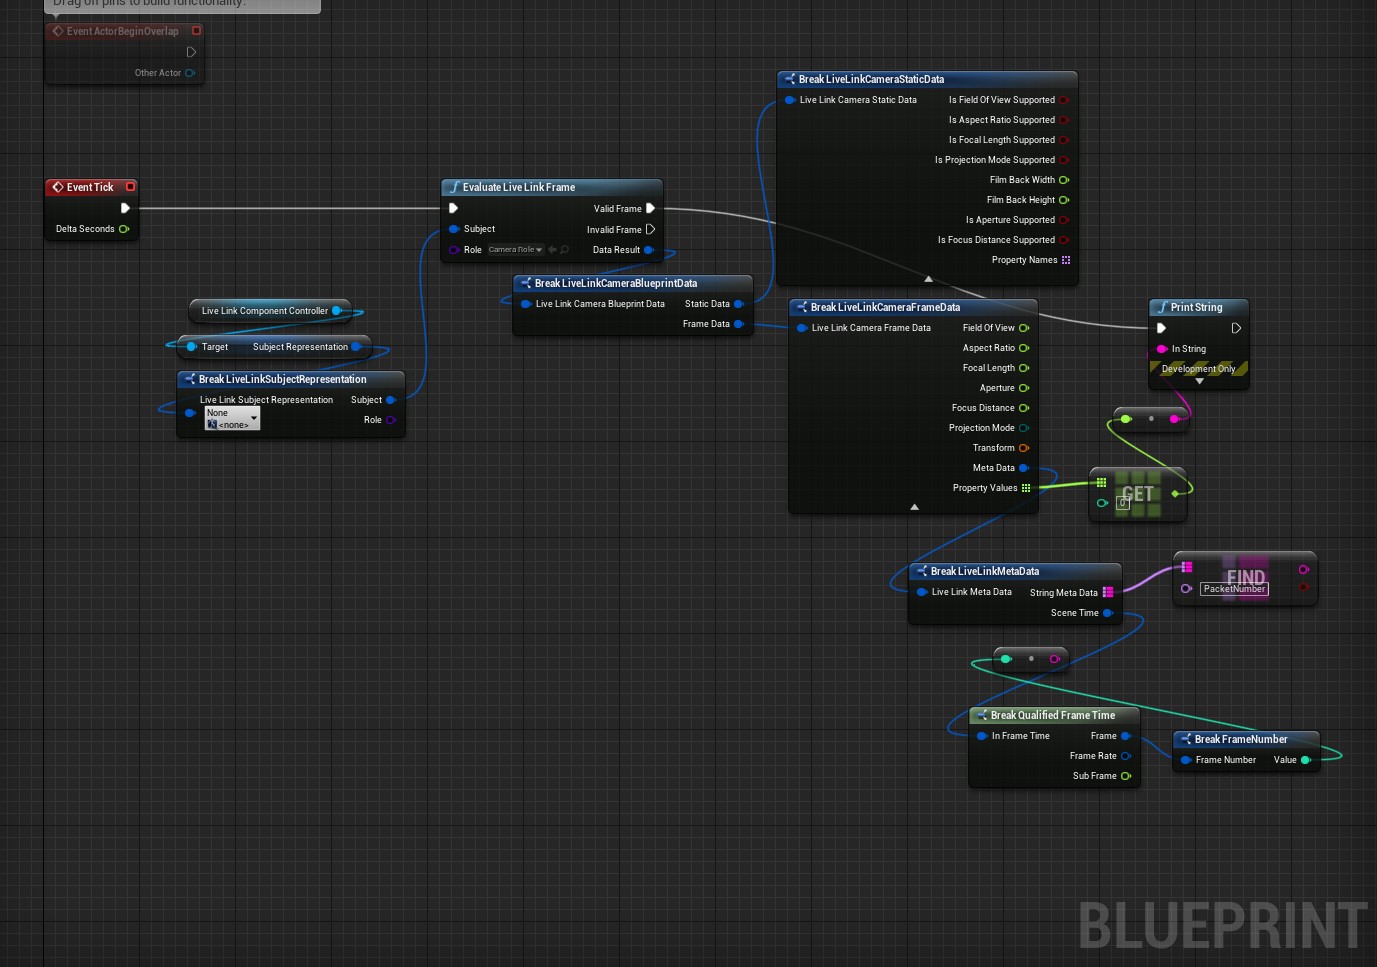 Drag off pins to build functionality.
Event ActorBeginOverlap
Other Actor
Event Tick
Delta Seconds
Live Link Component Controller
Target
Subject Representation
Break LiveLinkSubjectRepresentation
Live Link Subject Representation
Subject
None
<none>
Role
Evaluate Live Link Frame
Valid Frame
Subject
Invalid Frame
Role
Camera Role
Data Result
Break LiveLinkCameraBlueprintData
Live Link Camera Blueprint Data
Static Data
Frame Data
Break LiveLinkCameraStaticData
Live Link Camera Static Data
Is Field Of View Supported
Is Aspect Ratio Supported
Is Focal Length Supported
Is Projection Mode Supported
Film Back Width
Film Back Height
Is Aperture Supported
Is Focus Distance Supported
Property Names
Break LiveLinkCameraFrameData
Live Link Camera Frame Data
Field Of View
Aspect Ratio
Focal Length
Aperture
Focus Distance
Projection Mode
Transform
Meta Data
Property Values
Print String
In String
Development Only
GET
0
Break LiveLinkMetaData
Live Link Meta Data
String Meta Data
Scene Time
FIND
PacketNumber
Break Qualified Frame Time
In Frame Time
Frame
Frame Rate
Sub Frame
Break FrameNumber
Frame Number
Value
BLUEPRINT